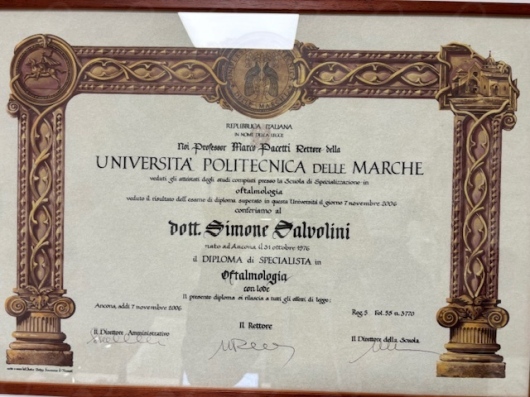 REPUBBLICA ITALIANA
IN NOME DELLA LEGGE
Noi Professor Marco Pacetti Rettore della
UNIVERSITA' POLITECNICA DELLE MARCHE
veduti gli attestati degli studi compiuti presso la Scuola di Specializzazione in
oftalmologia
veduto il risultato dell'esame di diploma superato in questa Università il giorno 7 novembre 2006
conferiamo al
dott. Simone Salvolini
nato ad Ancona, il 31 ottobre 1976
il DIPLOMA di SPECIALISTA in
Oftalmologia
con lode
Il presente diploma si rilascia a tutti gli effetti di legge.
Ancona, addì 7 novembre 2006
Reg.5 Fol. 55 n. 3770
Il Direttore Amministrativo
Il Rettore
Il Direttore della Scuola